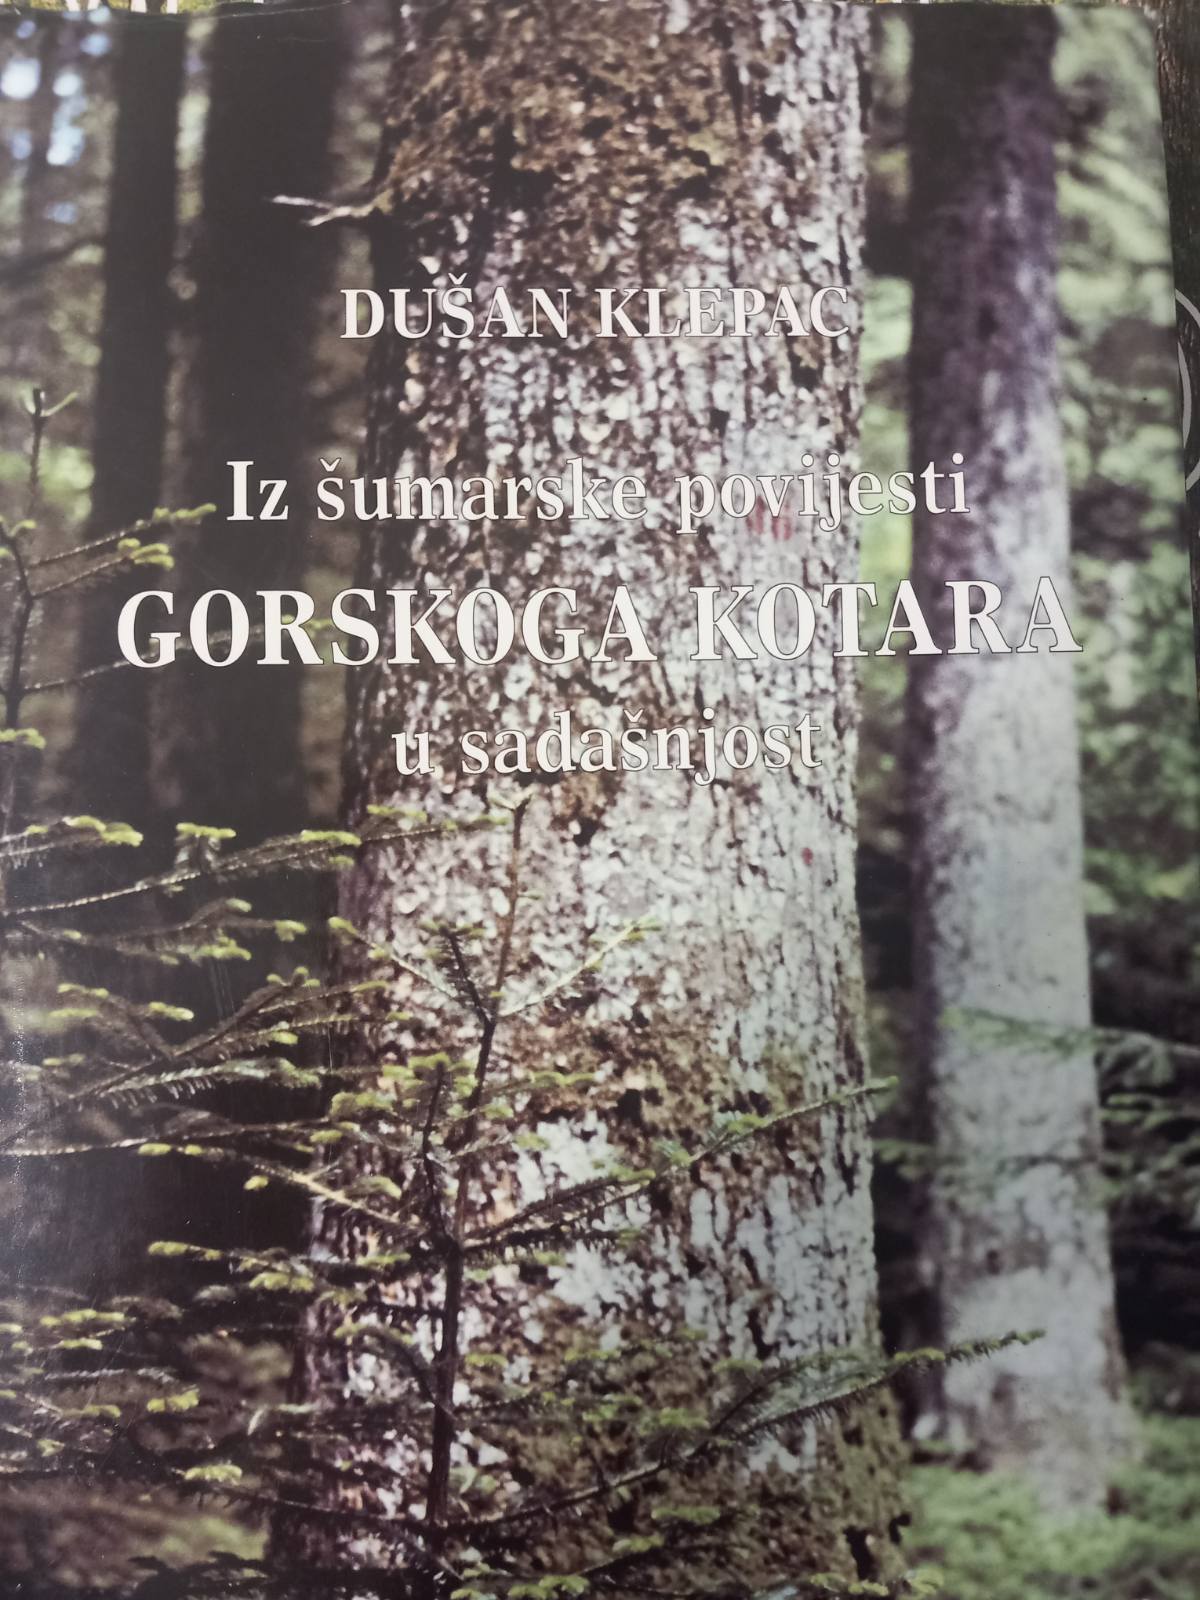 DUŠAN KLEPAC
Iz šumarske povijesti
GORSKOGA KOTARA
u sadašnjost